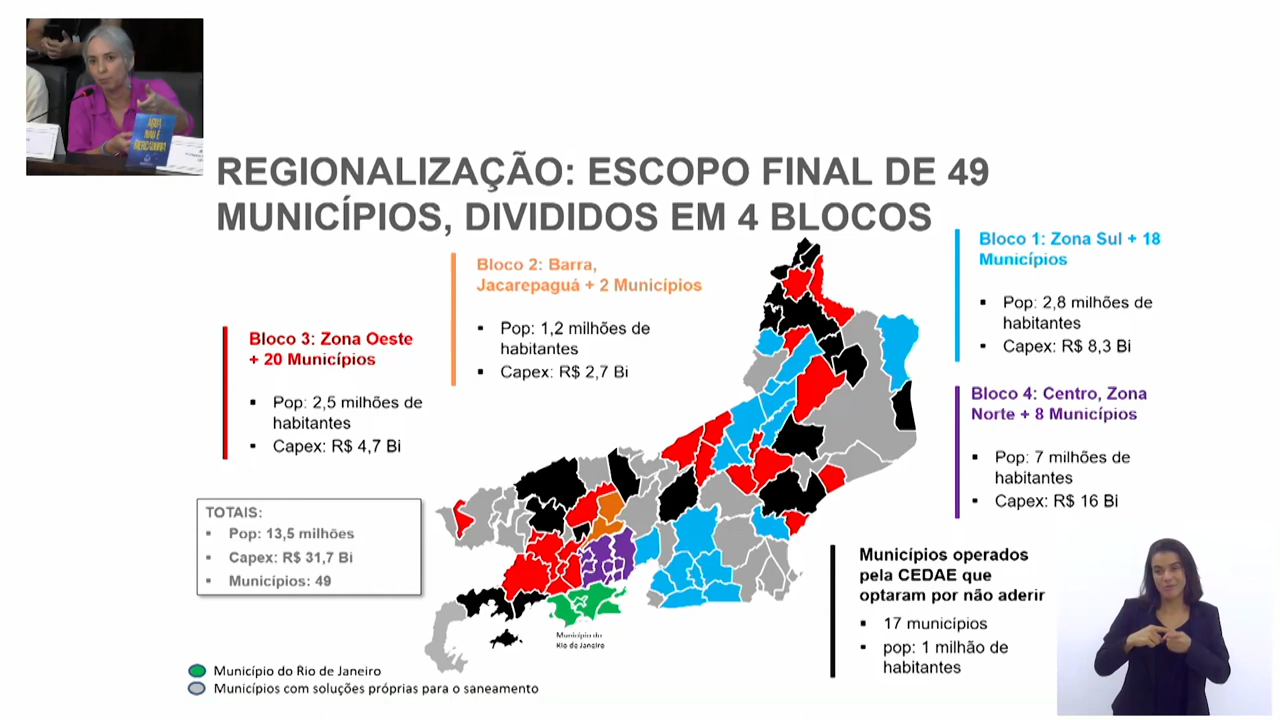 ÁGUA
NÃO É
MERCADORIA
REGIONALIZAÇÃO: ESCOPO FINAL DE 49
MUNICÍPIOS, DIVIDIDOS EM 4 BLOCOS
Bloco 1: Zona Sul + 18
Municípios
▪ Pop: 2,8 milhões de
habitantes
▪ Capex: R$ 8,3 Bi
Bloco 2: Barra,
Jacarepaguá + 2 Municípios
▪ Pop: 1,2 milhões de
habitantes
▪ Capex: R$ 2,7 Bi
Bloco 3: Zona Oeste
+ 20 Municípios
▪ Pop: 2,5 milhões de
habitantes
▪ Capex: R$ 4,7 Bi
Bloco 4: Centro, Zona
Norte + 8 Municípios
▪ Pop: 7 milhões de
habitantes
▪ Capex: R$ 16 Bi
TOTAIS:
▪ Pop: 13,5 milhões
▪ Capex: R$ 31,7 Bi
▪ Municípios: 49
Municípios operados
pela CEDAE que
optaram por não aderir
▪ 17 municípios
▪ pop: 1 milhão de
habitantes
Município do
Rio de Janeiro
Município do Rio de Janeiro
Municípios com soluções próprias para o saneamento